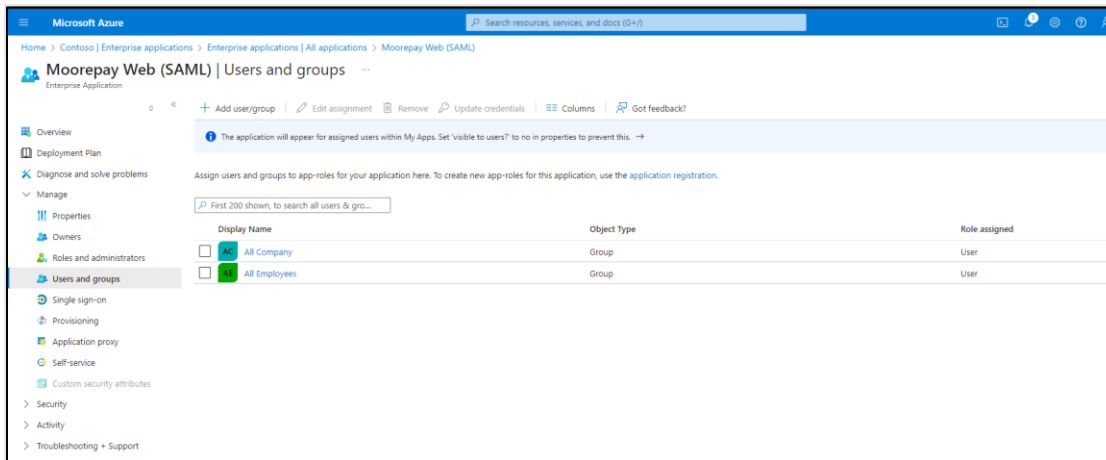 Microsoft Azure
Search resources, services, and docs (G+/)
1
Home > Contoso | Enterprise applications > Enterprise applications | All applications > Moorepay Web (SAML)
Moorepay Web (SAML) | Users and groups ...
Enterprise Application
+ Add user/group Edit assignment Remove Update credentials Columns Got feedback?
Overview
The application will appear for assigned users within My Apps. Set 'visible to users?' to no in properties to prevent this. →
Deployment Plan
Diagnose and solve problems
Assign users and groups to app-roles for your application here. To create new app-roles for this application, use the application registration.
Manage
Properties
First 200 shown, to search all users & gro...
Owners
Display Name Object Type Role assigned
Roles and administrators
AC All Company Group User
Users and groups
AE All Employees Group User
Single sign-on
Provisioning
Application proxy
Self-service
Custom security attributes
Security
Activity
Troubleshooting + Support